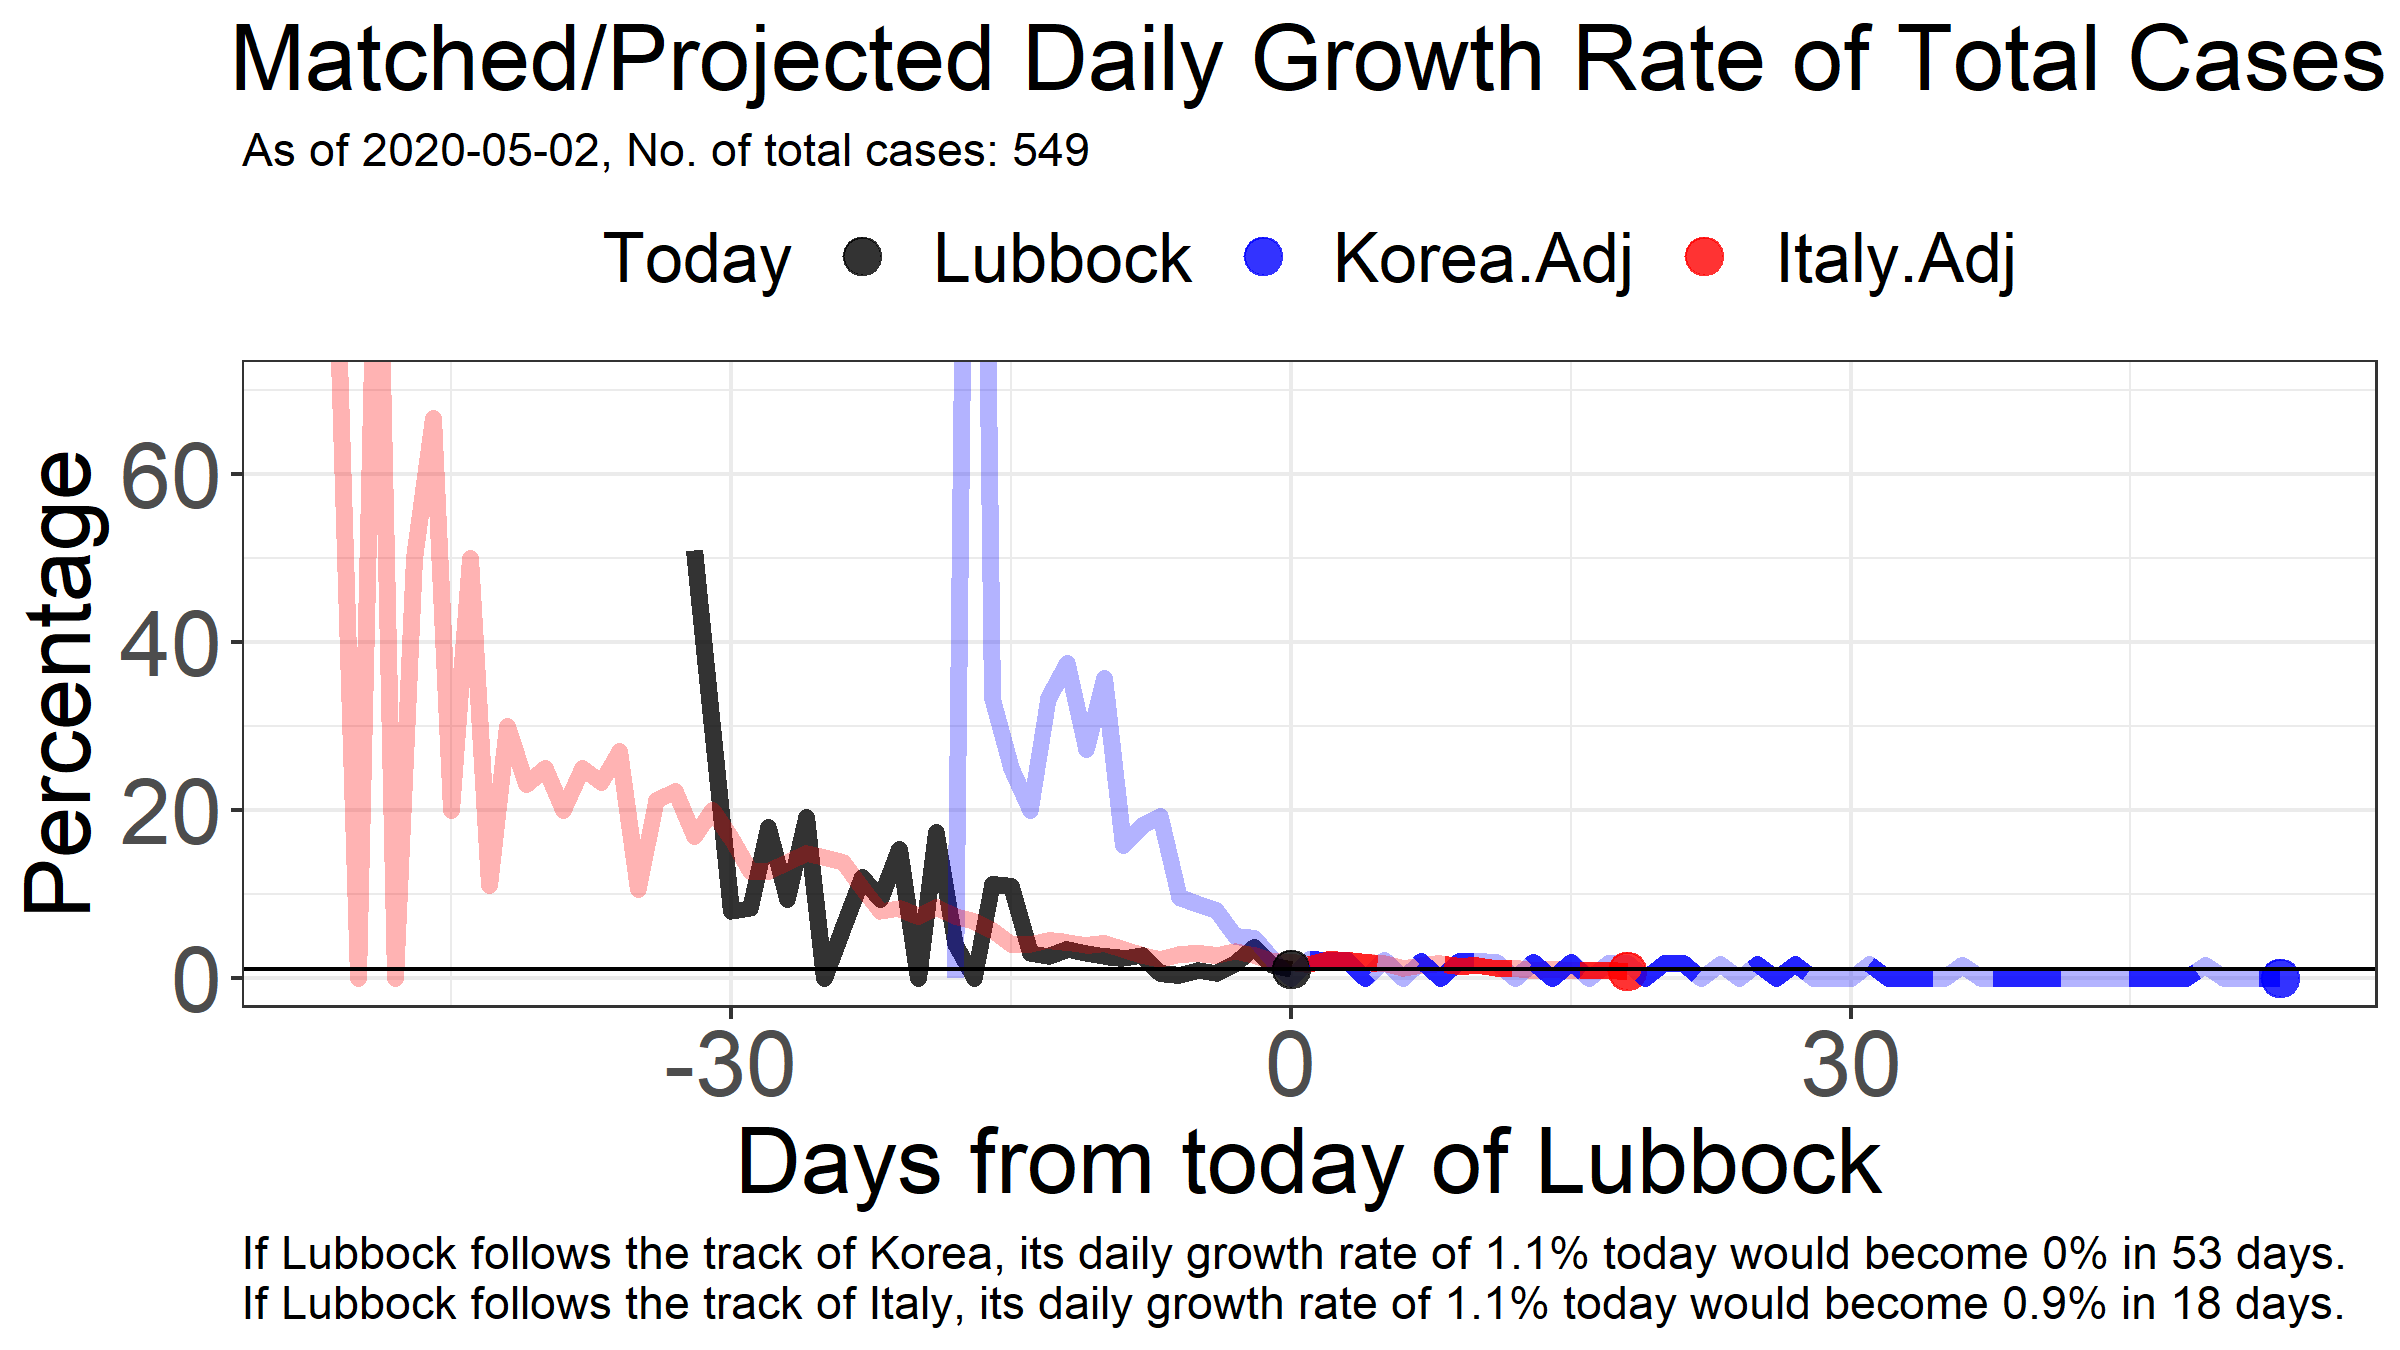 Matched/Projected Daily Growth Rate of Total Cases
As of 2020-05-02, No. of total cases: 549
Today Lubbock Korea.Adj Italy.Adj
Percentage
60
40
20
0
-30 0 30
Days from today of Lubbock
If Lubbock follows the track of Korea, its daily growth rate of 1.1% today would become 0% in 53 days.
If Lubbock follows the track of Italy, its daily growth rate of 1.1% today would become 0.9% in 18 days.